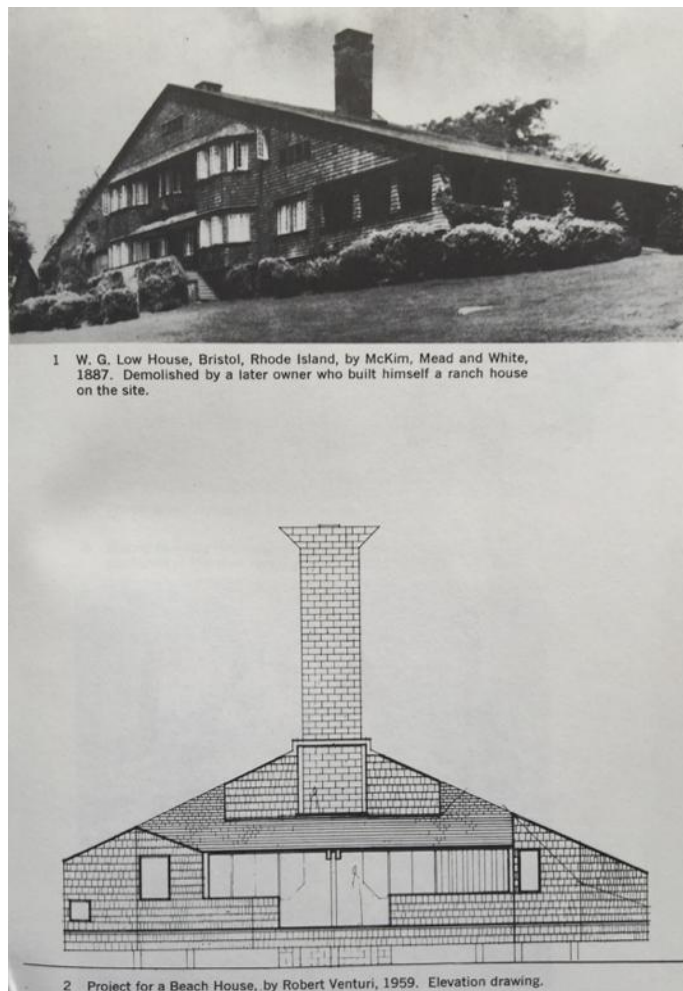 1 W. G. Low House, Bristol, Rhode Island, by McKim, Mead and White,
1887. Demolished by a later owner who built himself a ranch house
on the site.
2 Project for a Beach House, by Robert Venturi, 1959. Elevation drawing.